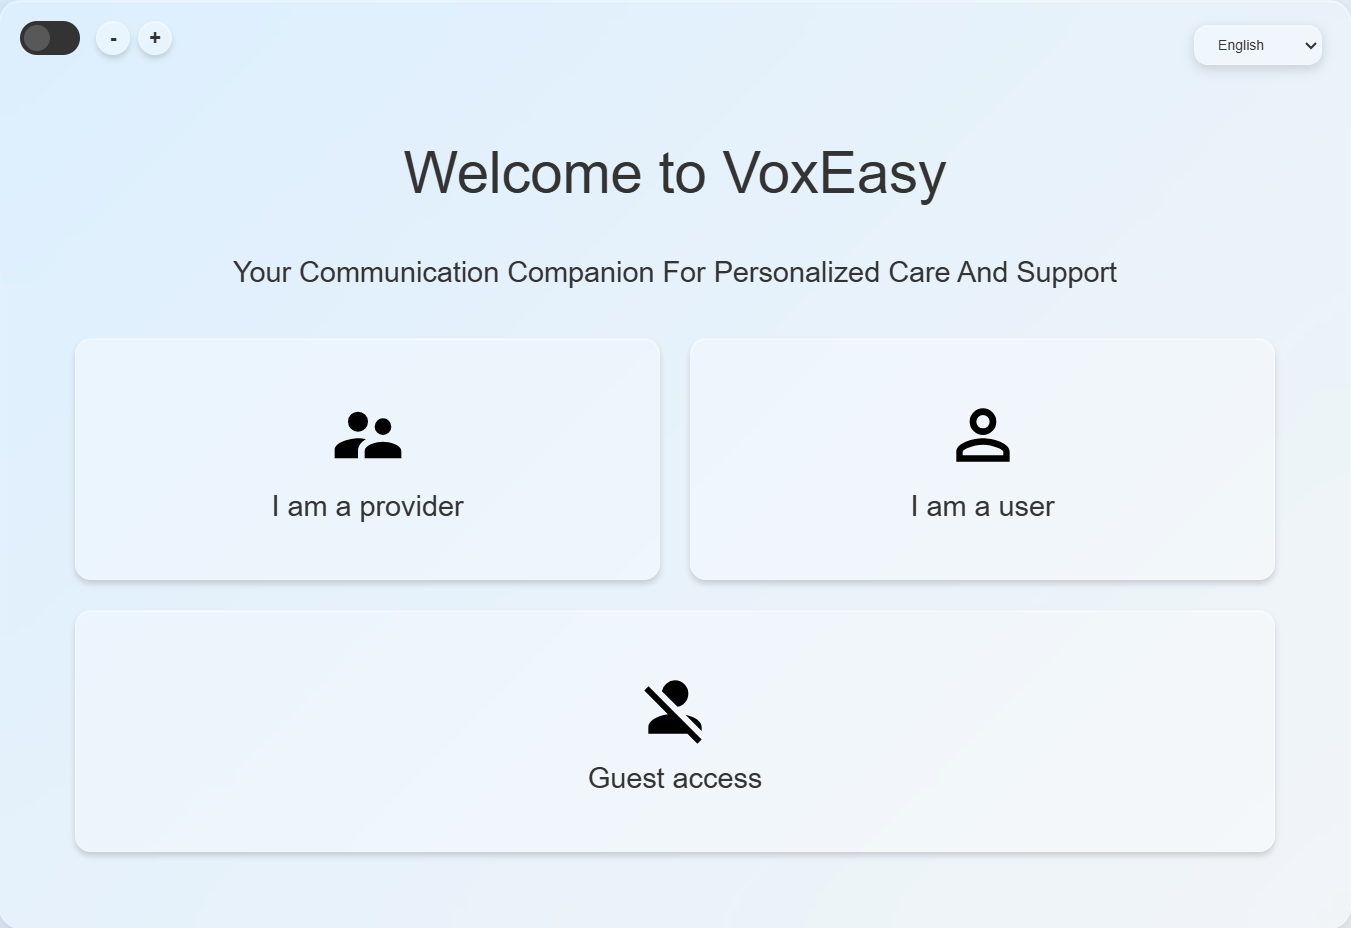 - +
English
Welcome to VoxEasy
Your Communication Companion For Personalized Care And Support
I am a provider
I am a user
Guest access